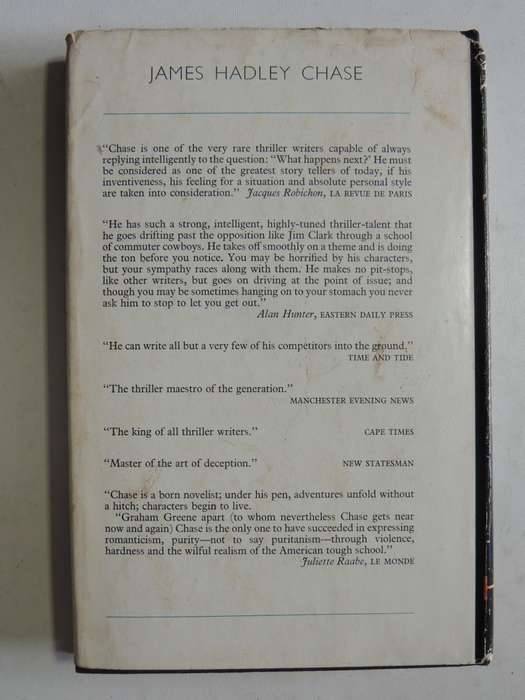 JAMES HADLEY CHASE
“Chase is one of the very rare thriller writers capable of always
replying intelligently to the question: “What happens next?’ He must
be considered as one of the greatest story tellers of today, if his
inventiveness, his feeling for a situation and absolute personal style
are taken into consideration.” Jacques Robichon, LA REVUE DE PARIS
“He has such a strong, intelligent, highly-tuned thriller-talent that
he goes drifting past the opposition like Jim Clark through a school
of commuter cowboys. He takes off smoothly on a theme and is doing
the ton before you notice. You may be horrified by his characters,
but your sympathy races along with them. He makes no pit-stops,
like other writers, but goes on driving at the point of issue; and
though you may be sometimes hanging on to your stomach you never
ask him to stop to let you get out.”
Alan Hunter, EASTERN DAILY PRESS
“He can write all but a very few of his competitors into the ground.”
TIME AND TIDE
“The thriller maestro of the generation.”
MANCHESTER EVENING NEWS
“The king of all thriller writers.” CAPE TIMES
“Master of the art of deception.” NEW STATESMAN
“Chase is a born novelist; under his pen, adventures unfold without
a hitch; characters begin to live.
“Graham Greene apart (to whom nevertheless Chase gets near
now and again) Chase is the only one to have succeeded in expressing
romanticism, purity—not to say puritanism—through violence,
hardness and the wilful realism of the American tough school.”
Juliette Raabe, LE MONDE